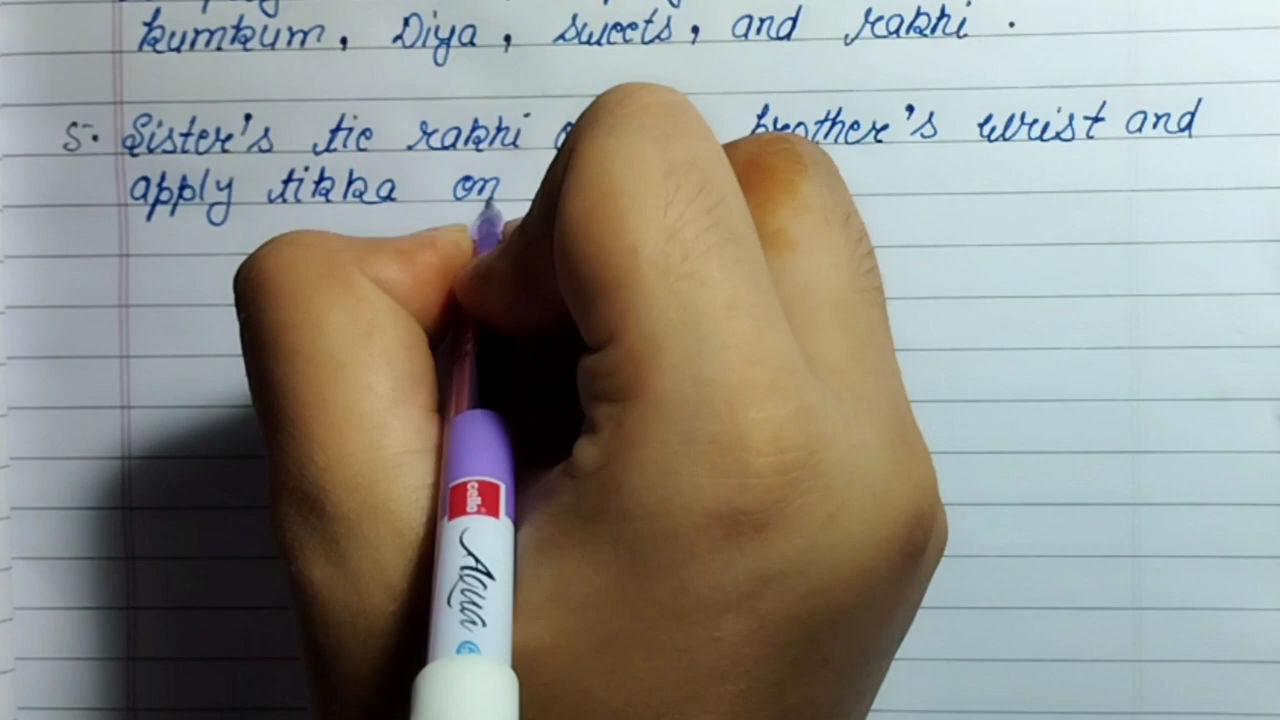 kumkum, Diya, sweets, and rakhi.
5. Sister's tie rakhi brother's wrist and
apply tikka on
cello
Aqua